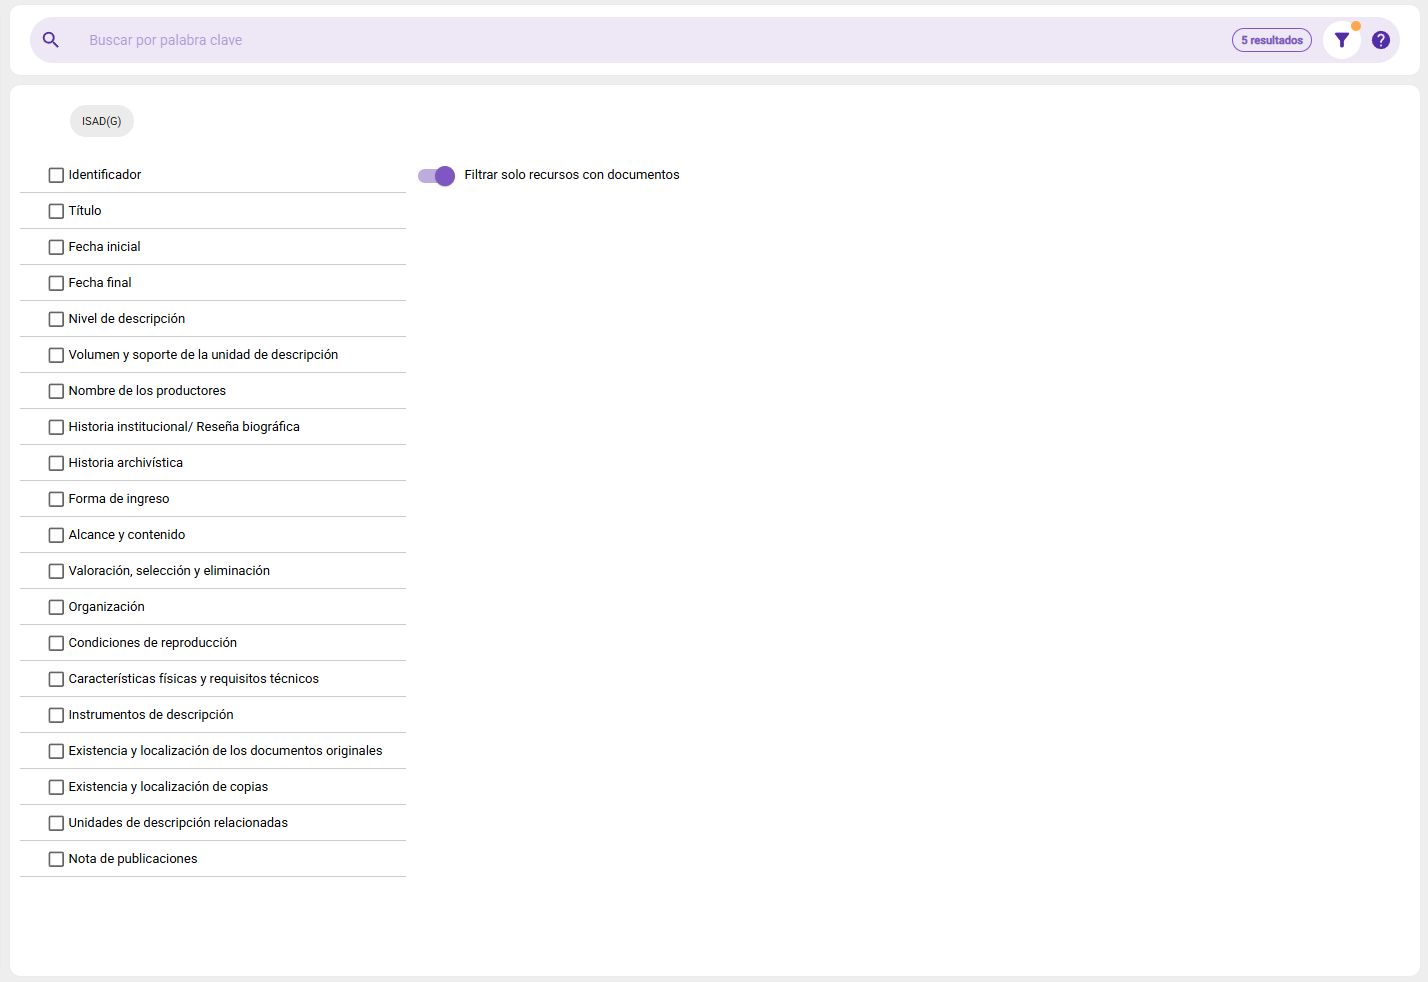 Buscar por palabra clave
5 resultados
ISAD(G)
Identificador
Filtrar solo recursos con documentos
Título
Fecha inicial
Fecha final
Nivel de descripción
Volumen y soporte de la unidad de descripción
Nombre de los productores
Historia institucional/ Reseña biográfica
Historia archivística
Forma de ingreso
Alcance y contenido
Valoración, selección y eliminación
Organización
Condiciones de reproducción
Características físicas y requisitos técnicos
Instrumentos de descripción
Existencia y localización de los documentos originales
Existencia y localización de copias
Unidades de descripción relacionadas
Nota de publicaciones